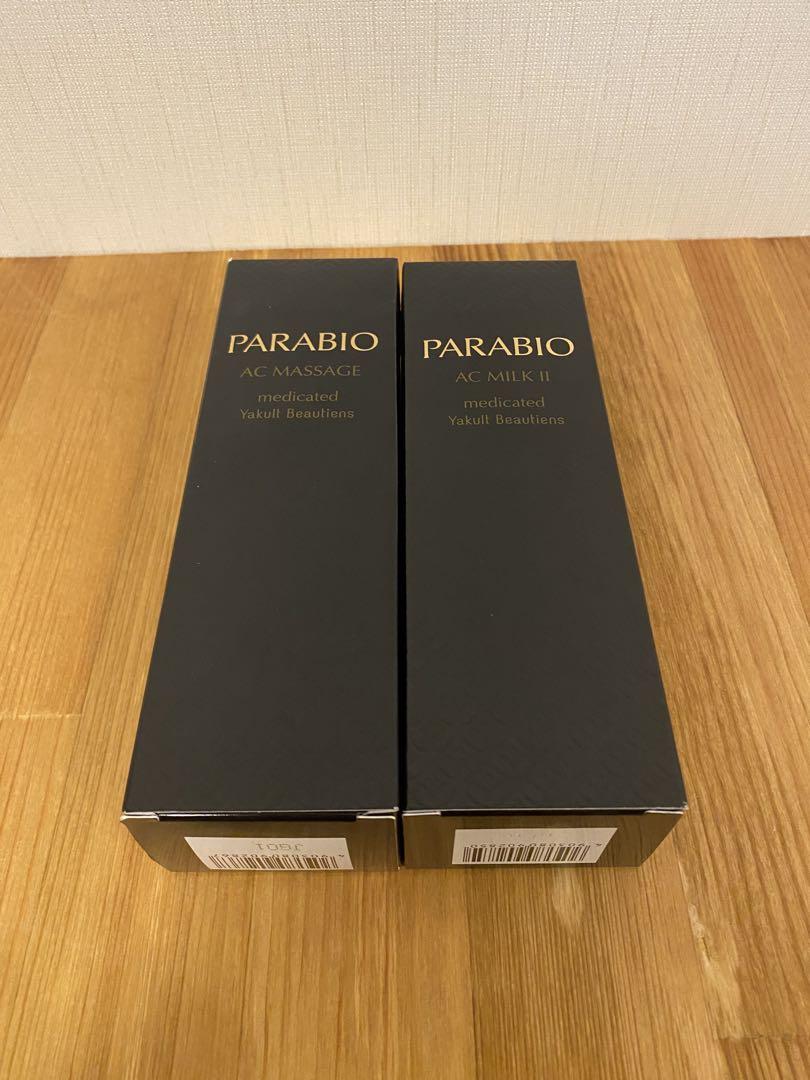 PARABIO
AC MASSAGE
medicated
Yakult Beautiens
PARABIO
AC MILK II
medicated
Yakult Beautiens